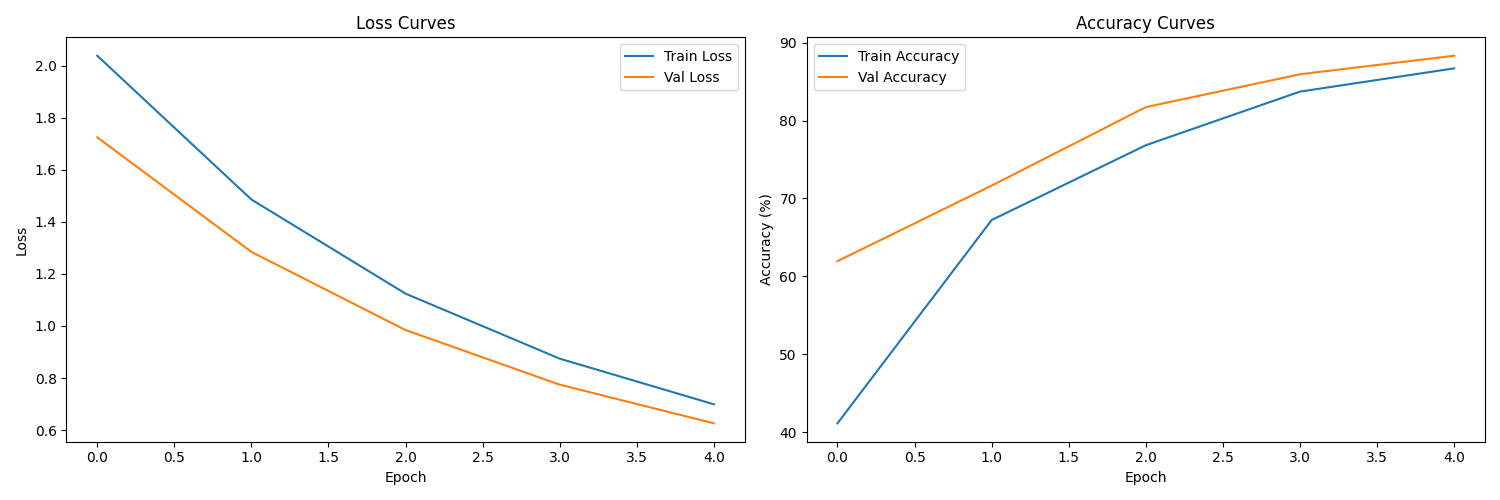 Loss Curves
2.0
1.8
1.6
1.4
1.2
1.0
0.8
0.6
Loss
Train Loss
Val Loss
0.0 0.5 1.0 1.5 2.0 2.5 3.0 3.5 4.0
Epoch
Accuracy Curves
90
80
70
60
50
40
Accuracy (%)
Train Accuracy
Val Accuracy
0.0 0.5 1.0 1.5 2.0 2.5 3.0 3.5 4.0
Epoch